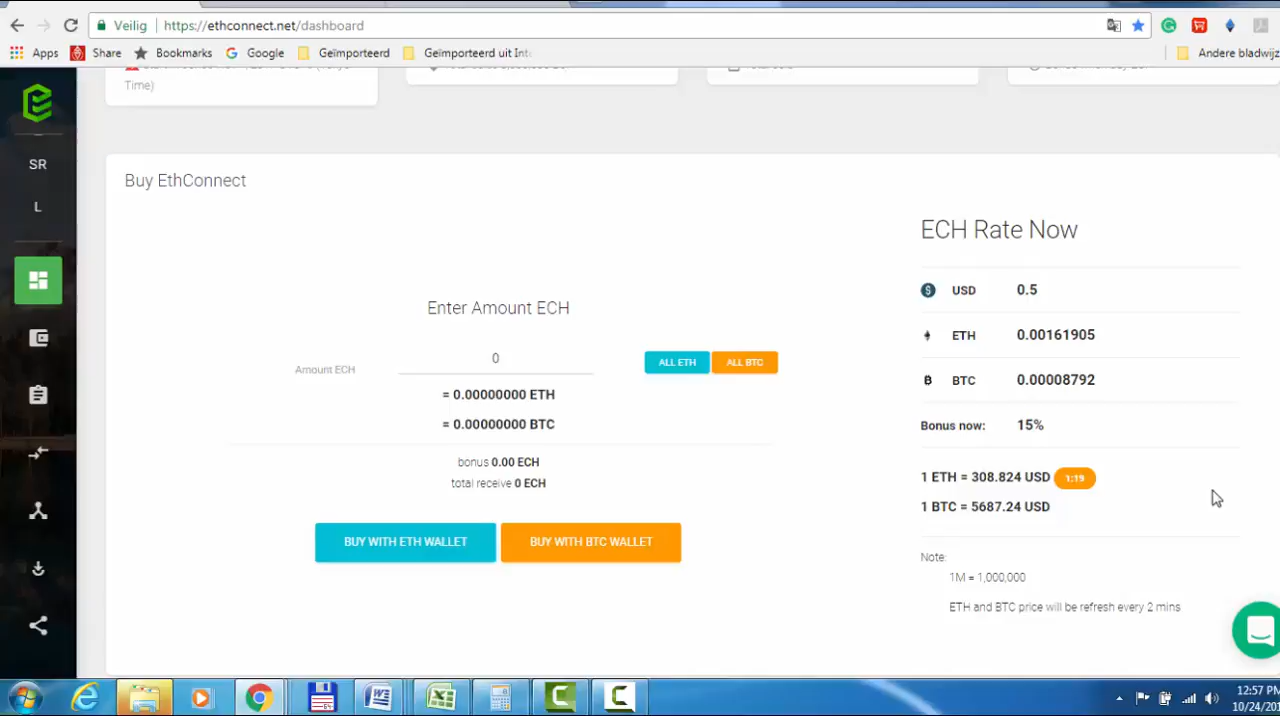 Veilig https://ethconnect.net/dashboard
Apps Share Bookmarks Google Geïmporteerd Geïmporteerd uit Int Andere bladwij
Time)
SR
L
Buy EthConnect
ECH Rate Now
USD 0.5
Enter Amount ECH
ETH 0.00161905
0
Amount ECH
ALL ETH ALL BTC
BTC 0.00008792
= 0.00000000 ETH
= 0.00000000 BTC
Bonus now: 15%
bonus 0.00 ECH
total receive 0 ECH
1 ETH = 308.824 USD 1:19
1 BTC = 5687.24 USD
BUY WITH ETH WALLET BUY WITH BTC WALLET
Note:
1M = 1,000,000
ETH and BTC price will be refresh every 2 mins
12:57 PM
10/24/20